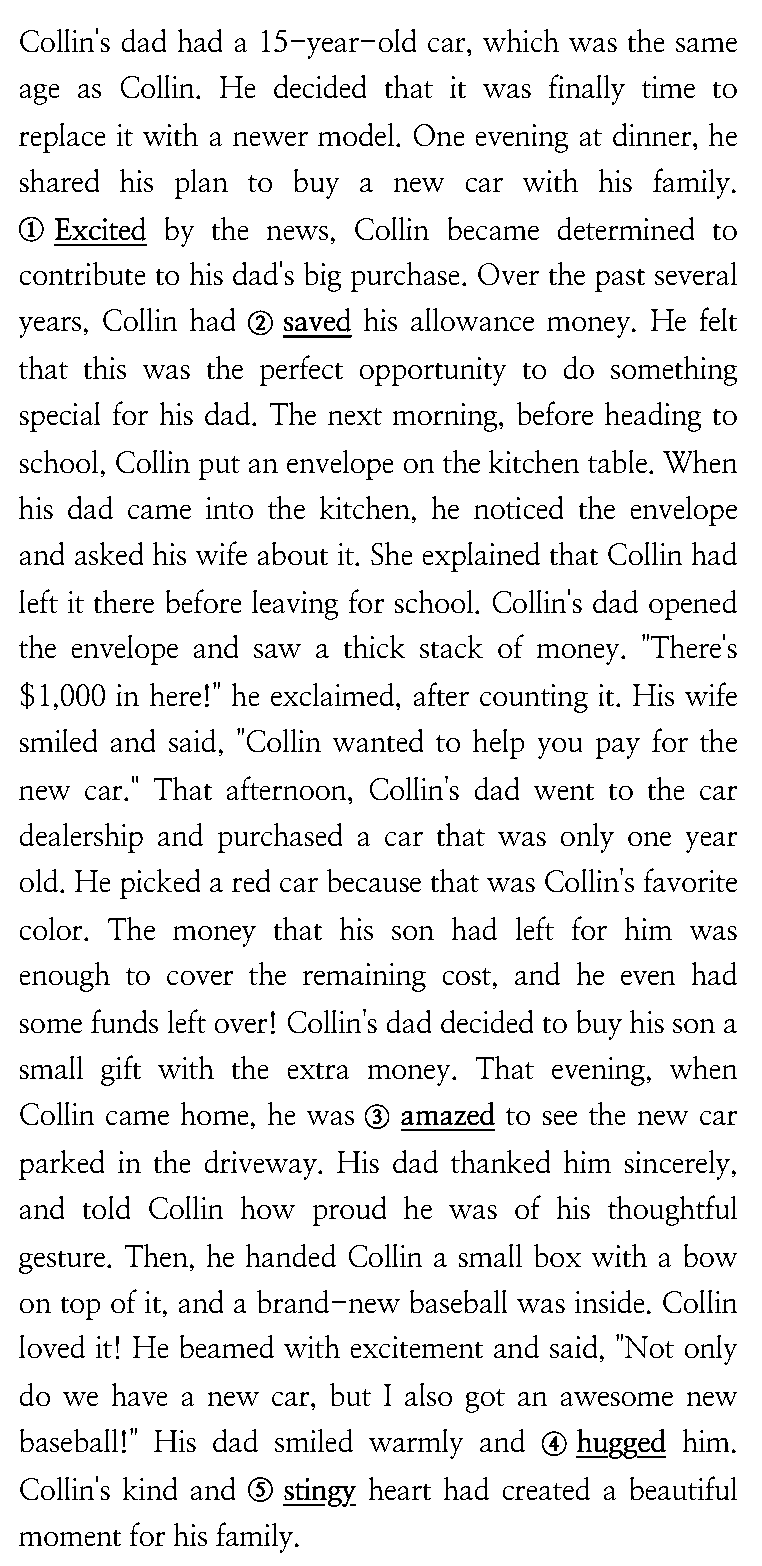 Collin's dad had a 15-year-old car, which was the same
age as Collin. He decided that it was finally time to
replace it with a newer model. One evening at dinner, he
shared his plan to buy a new car with his family.
① Excited by the news, Collin became determined to
contribute to his dad's big purchase. Over the past several
years, Collin had ② saved his allowance money. He felt
that this was the perfect opportunity to do something
special for his dad. The next morning, before heading to
school, Collin put an envelope on the kitchen table. When
his dad came into the kitchen, he noticed the envelope
and asked his wife about it. She explained that Collin had
left it there before leaving for school. Collin's dad opened
the envelope and saw a thick stack of money. "There's
$1,000 in here!" he exclaimed, after counting it. His wife
smiled and said, "Collin wanted to help you pay for the
new car." That afternoon, Collin's dad went to the car
dealership and purchased a car that was only one year
old. He picked a red car because that was Collin's favorite
color. The money that his son had left for him was
enough to cover the remaining cost, and he even had
some funds left over! Collin's dad decided to buy his son a
small gift with the extra money. That evening, when
Collin came home, he was ③ amazed to see the new car
parked in the driveway. His dad thanked him sincerely,
and told Collin how proud he was of his thoughtful
gesture. Then, he handed Collin a small box with a bow
on top of it, and a brand-new baseball was inside. Collin
loved it! He beamed with excitement and said, "Not only
do we have a new car, but I also got an awesome new
baseball!" His dad smiled warmly and ④ hugged him.
Collin's kind and ⑤ stingy heart had created a beautiful
moment for his family.